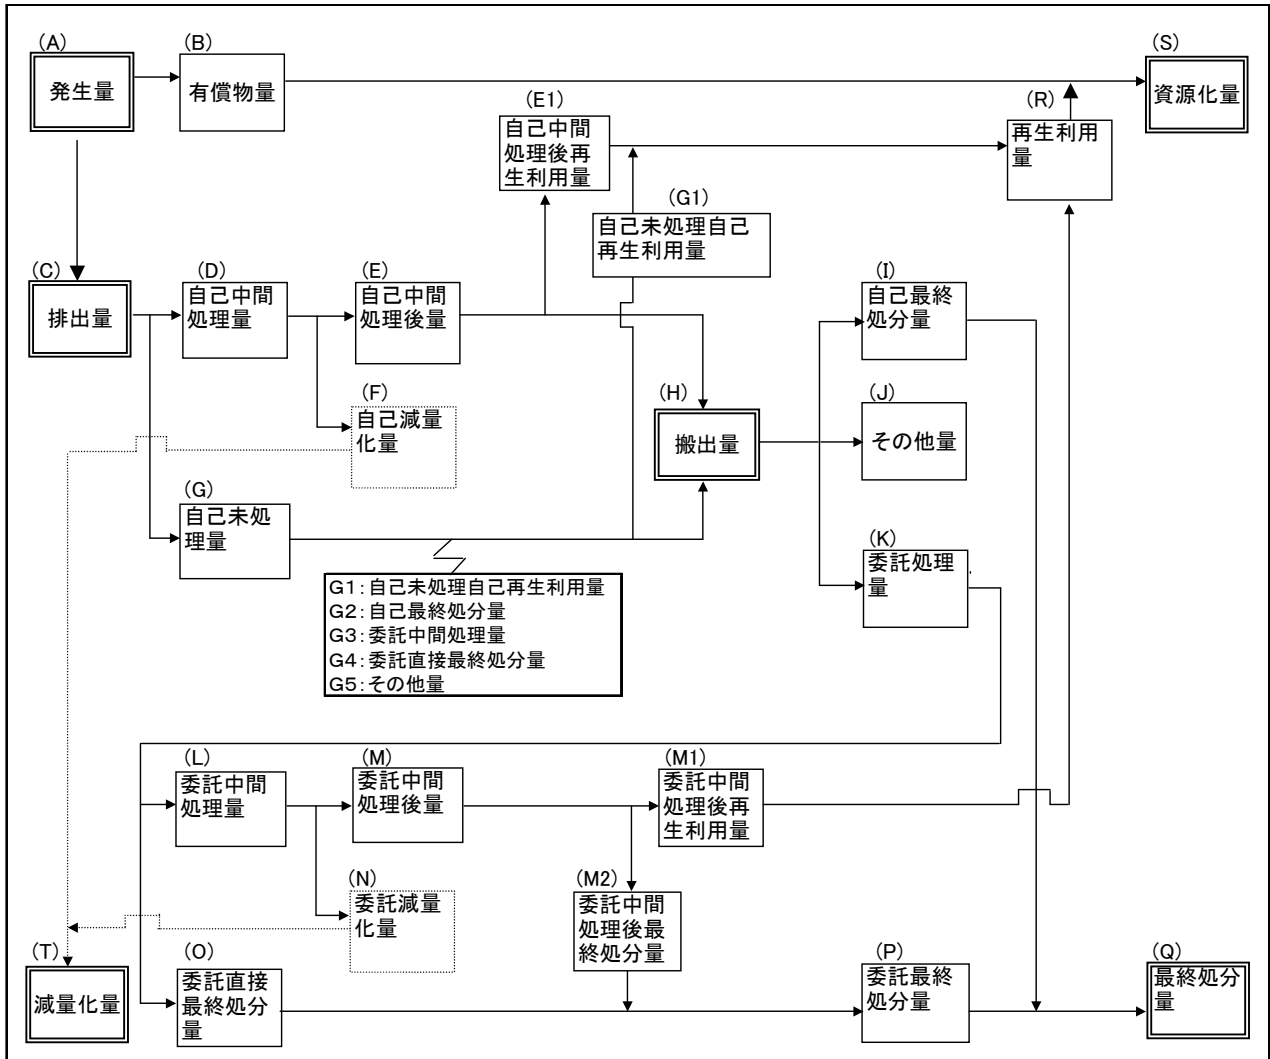 (A)
発生量
(B)
有償物量
(S)
資源化量
(E1)
自己中間
処理後再
生利用量
(R)
再生利用
量
(G1)
自己未処理自己
再生利用量
(C)
排出量
(D)
自己中間
処理量
(E)
自己中間
処理後量
(I)
自己最終
処分量
(F)
自己減量
化量
(H)
搬出量
(J)
その他量
(G)
自己未処
理量
(K)
委託処理
量
G1:自己未処理自己再生利用量
G2:自己最終処分量
G3:委託中間処理量
G4:委託直接最終処分量
G5:その他量
(L)
委託中間
処理量
(M)
委託中間
処理後量
(M1)
委託中間
処理後再
生利用量
(N)
委託減量
化量
(M2)
委託中間
処理後最
終処分量
(T)
減量化量
(O)
委託直接
最終処分
量
(P)
委託最終
処分量
(Q)
最終処分
量